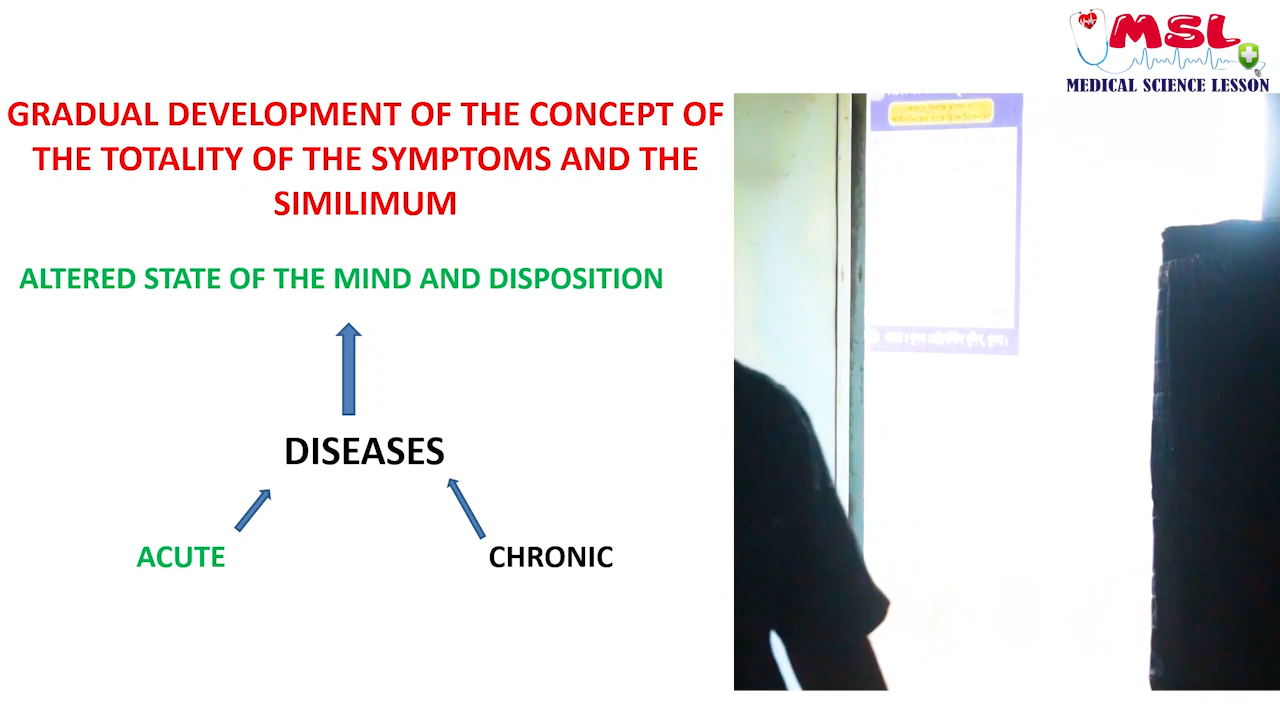 MSL
MEDICAL SCIENCE LESSON
GRADUAL DEVELOPMENT OF THE CONCEPT OF
THE TOTALITY OF THE SYMPTOMS AND THE
SIMILIMUM
ALTERED STATE OF THE MIND AND DISPOSITION
DISEASES
ACUTE
CHRONIC